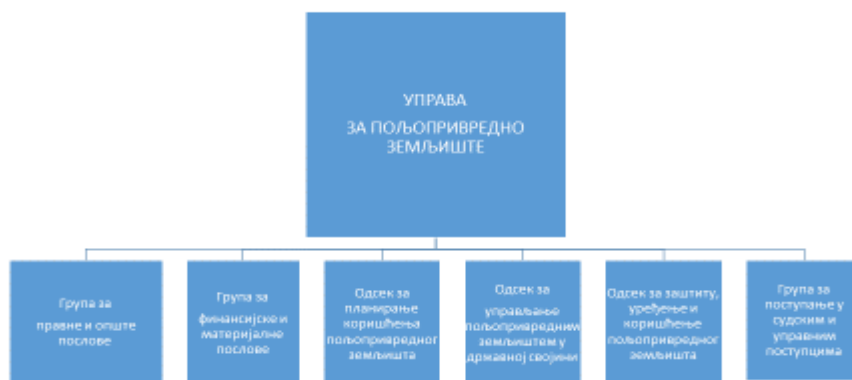 УПРАВА
ЗА ПОЉОПРИВРЕДНО
ЗЕМЉИШТЕ
Група за
правне и опште
послове
Група за
финансијске и
материјалне
послове
Одсек за
планирање
коришћења
пољопривредног
земљишта
Одсек за
управљање
пољопривредним
земљиштем у
државној својини
Одсек за заштиту,
уређење и
коришћење
пољопривредног
земљишта
Група за
поступање у
судским и
управним
поступцима